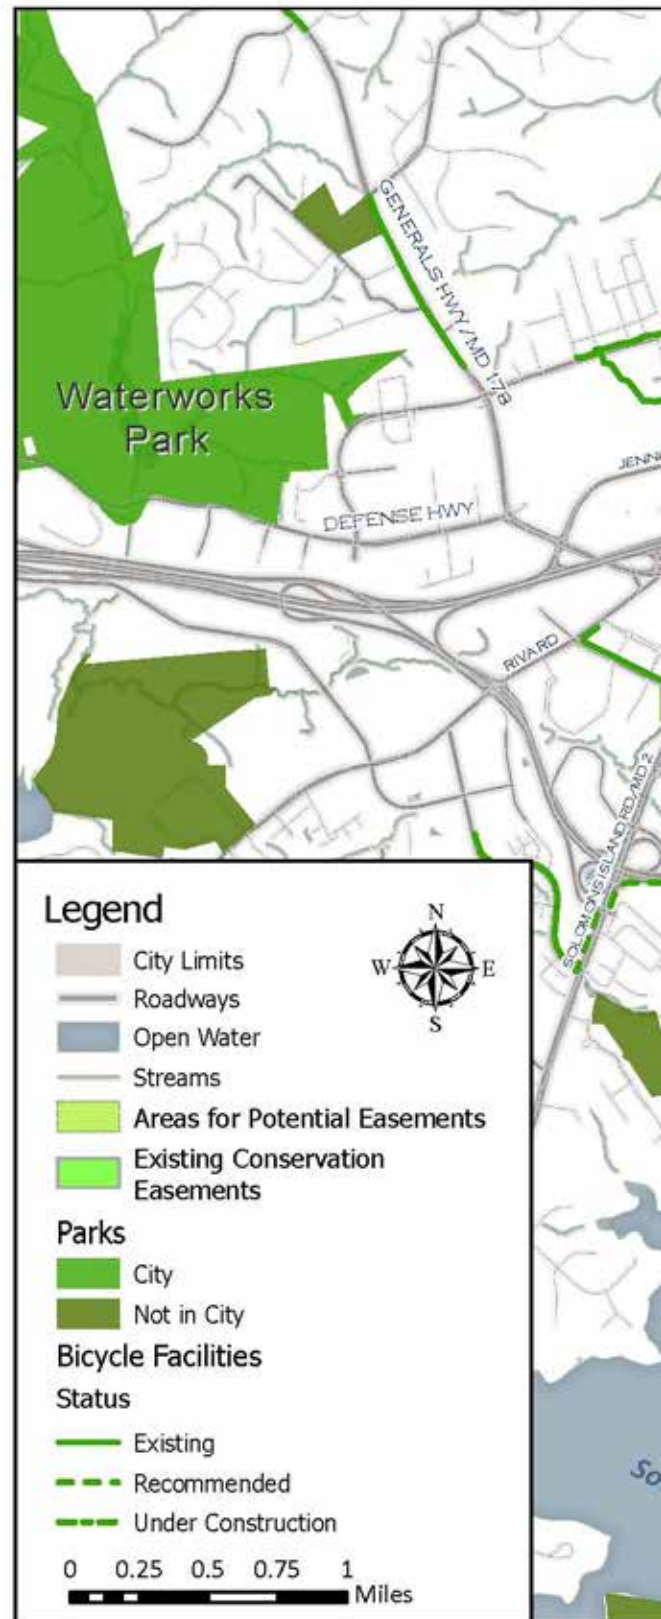 GENERALS HWY / MD 178
Waterworks
Park
JENN
DEFENSE HWY
RIVA RD
SOLOMONS ISLAND RD/MD 2
Legend
N
W E
S
City Limits
Roadways
Open Water
Streams
Areas for Potential Easements
Existing Conservation
Easements
Parks
City
Not in City
Bicycle Facilities
Status
Existing
Recommended
Under Construction
0 0.25 0.5 0.75 1
Miles
So